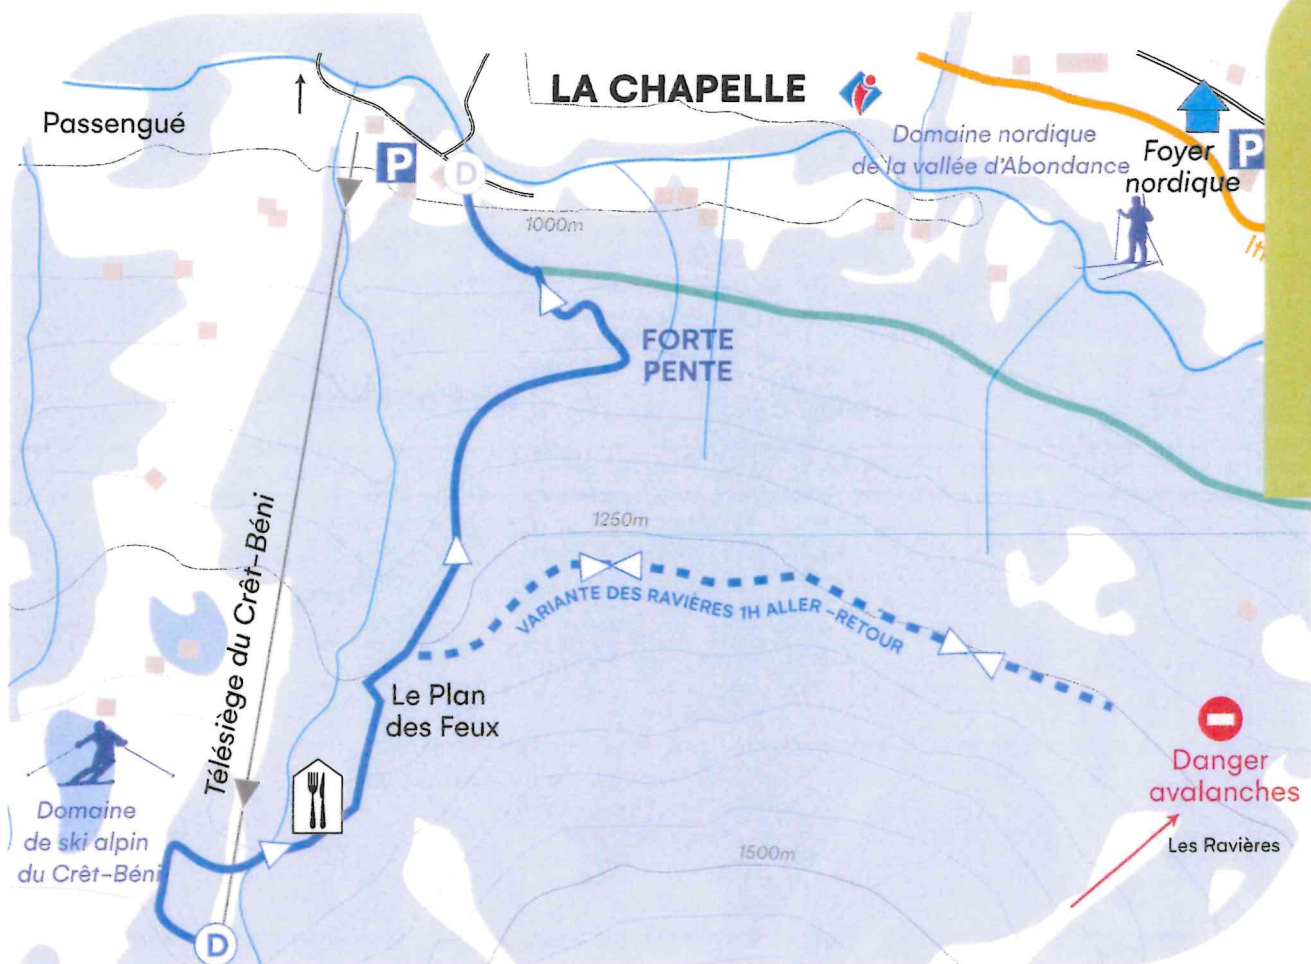 LA CHAPELLE
Passengué
P
D
Domaine nordique
de la vallée d'Abondance
Foyer
nordique
P
1000m
FORTE
PENTE
1250m
VARIANTE DES RAVIÈRES 1H ALLER –RETOUR
Télésiège du Crêt-Béni
Le Plan
des Feux
Danger
avalanches
Les Ravières
Domaine
de ski alpin
du Crêt-Béni
1500m
D